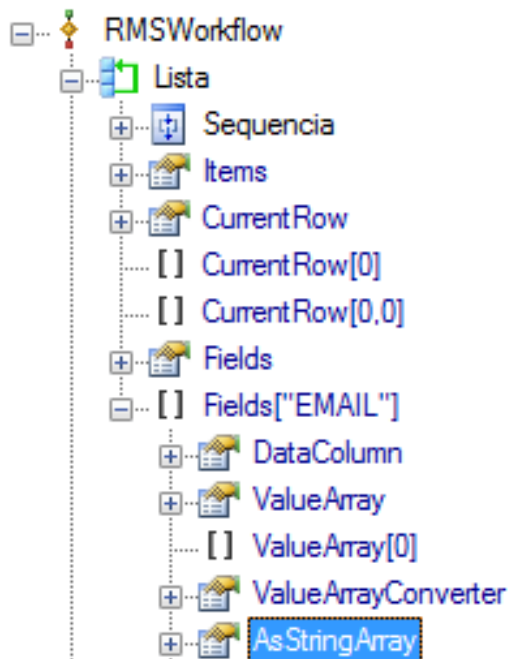 RMSWorkflow
Lista
Sequencia
Items
CurrentRow
[ ] CurrentRow[0]
[ ] CurrentRow[0,0]
Fields
[ ] Fields["EMAIL"]
DataColumn
ValueArray
[ ] ValueArray[0]
ValueArrayConverter
AsStringArray